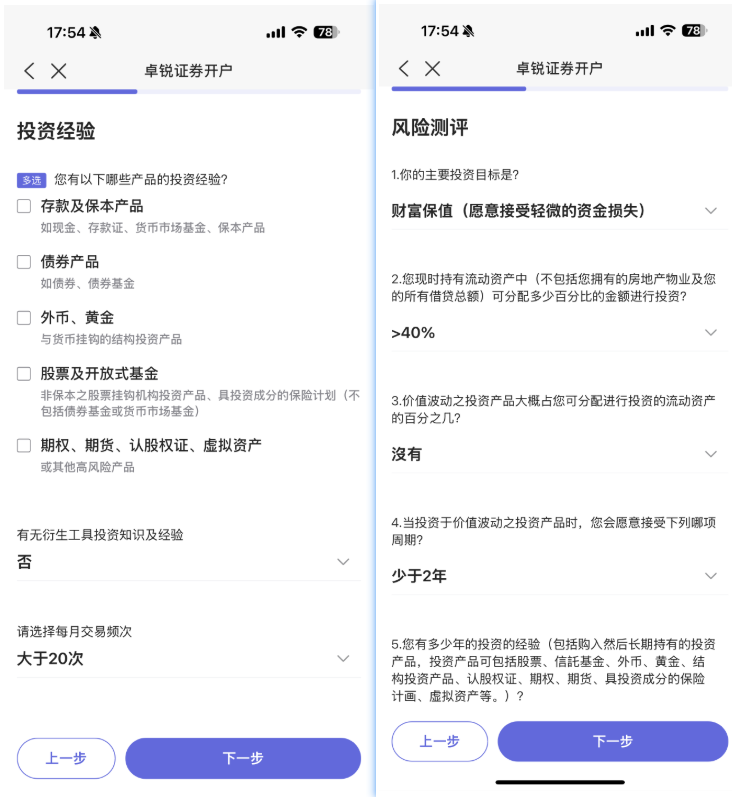 17:54
78
卓锐证券开户
投资经验
多选 您有以下哪些产品的投资经验?
存款及保本产品
如现金、存款证、货币市场基金、保本产品
债券产品
如债券、债券基金
外币、黄金
与货币挂钩的结构投资产品
股票及开放式基金
非保本之股票挂钩机构投资产品、具投资成分的保险计划（不
包括债券基金或货币市场基金）
期权、期货、认股权证、虚拟资产
或其他高风险产品
有无衍生工具投资知识及经验
否
请选择每月交易频次
大于20次
上一步
下一步
17:54
78
卓锐证券开户
风险测评
1.你的主要投资目标是?
财富保值（愿意接受轻微的资金损失）
2.您现时持有流动资产中（不包括您拥有的房地产物业及您
的所有借贷总额）可分配多少百分比的金额进行投资?
>40%
3.价值波动之投资产品大概占您可分配进行投资的流动资产
的百分之几?
沒有
4.当投资于价值波动之投资产品时，您会愿意接受下列哪项
周期?
少于2年
5.您有多少年的投资的经验（包括购入然后长期持有的投资
产品，投资产品可包括股票、信託基金、外币、黄金、结
构投资产品、认股权证、期权、期货、具投资成分的保险
计画、虚拟资产等。）?
上一步
下一步